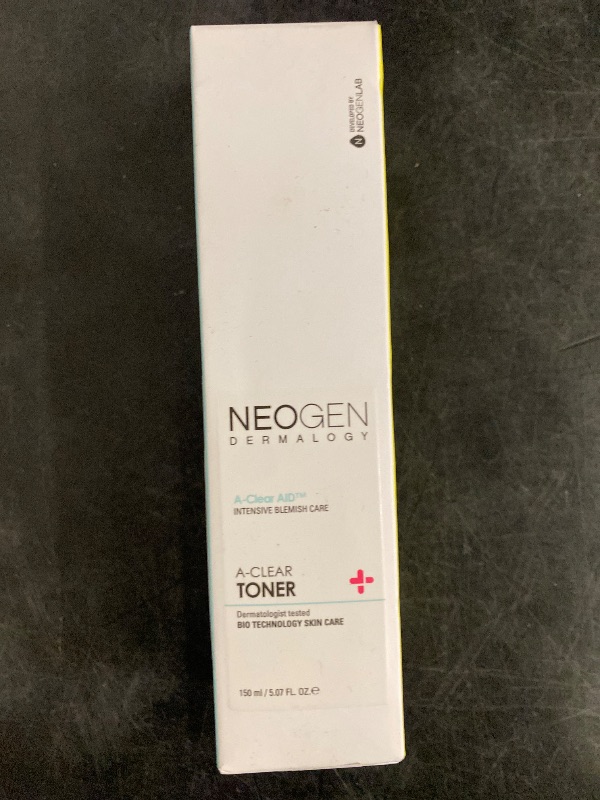 DEVELOPED BY
NEOGENLAB
NEOGEN
DERMALOGY
A-Clear AID™
INTENSIVE BLEMISH CARE
A-CLEAR
TONER
Dermatologist tested
BIO TECHNOLOGY SKIN CARE
150 ml / 5.07 FL. OZ.℮